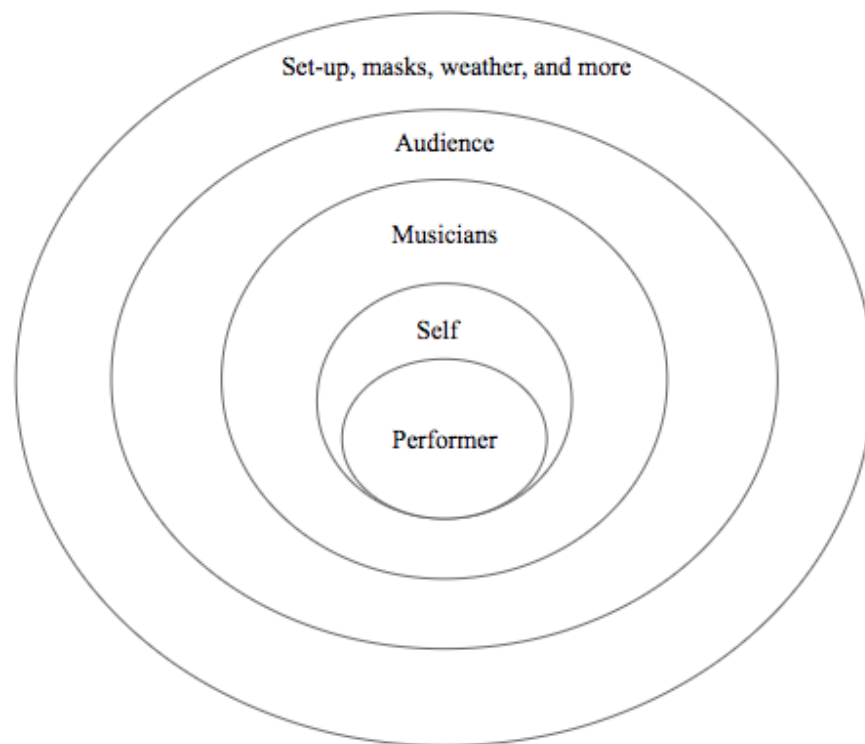 Set-up, masks, weather, and more
Audience
Musicians
Self
Performer